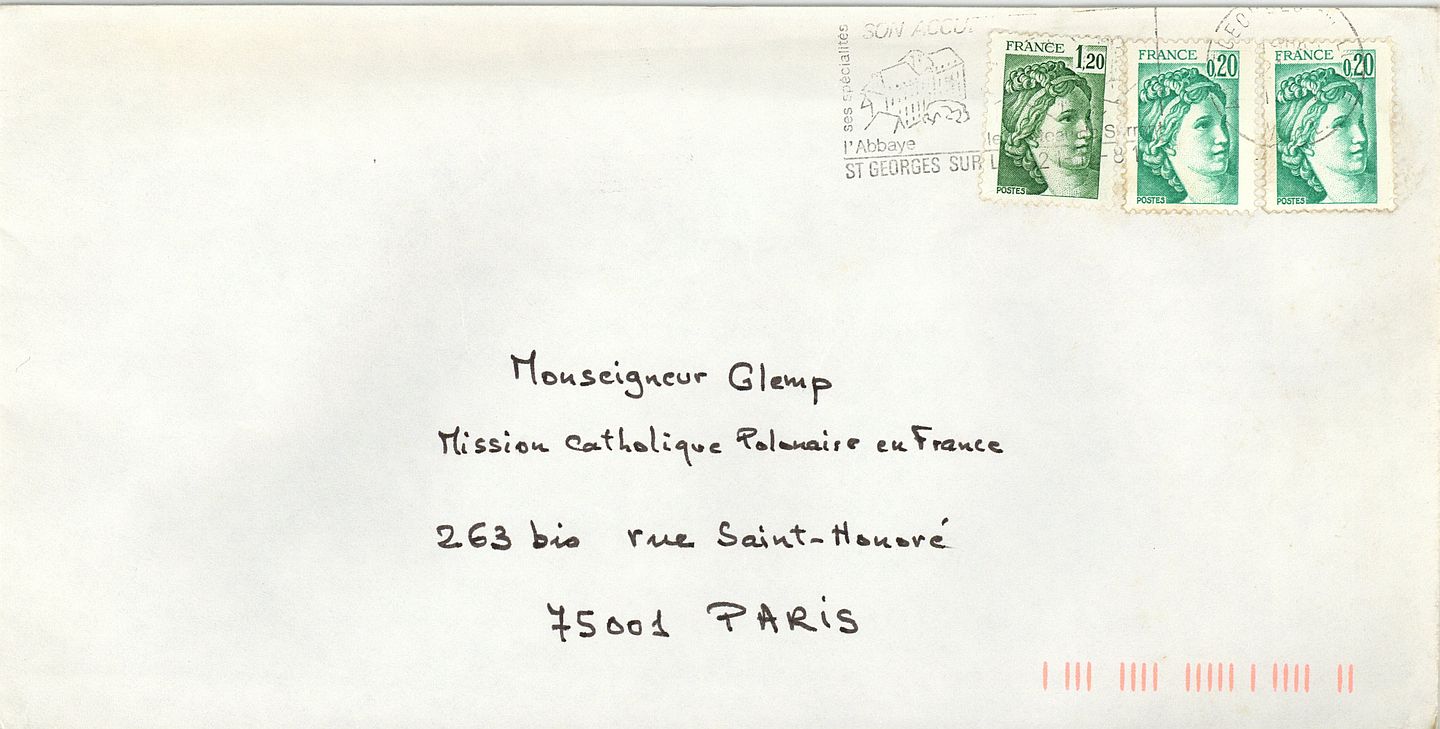 ses spécialités
SON ACCU
l'Abbaye
ST GEORGES SUR L
FRANCE 1,20
POSTES
FRANCE 0,20
POSTES
FRANCE 0,20
POSTES
Monseigneur Glemp
Mission Catholique Polonaise en France
263 bis rue Saint-Honoré
75001 PARIS